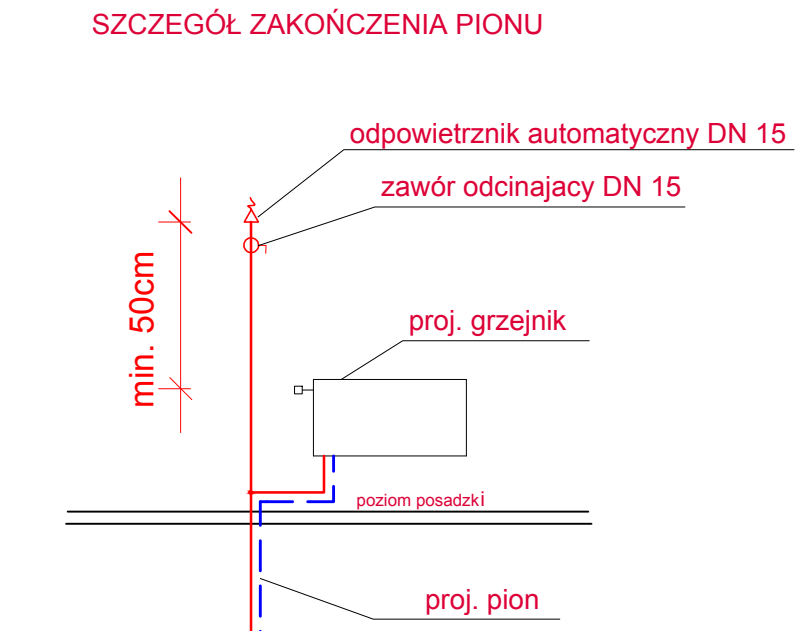 SZCZEGÓŁ ZAKOŃCZENIA PIONU
odpowietrznik automatyczny DN 15
zawór odcinajacy DN 15
min. 50cm
proj. grzejnik
poziom posadzki
proj. pion